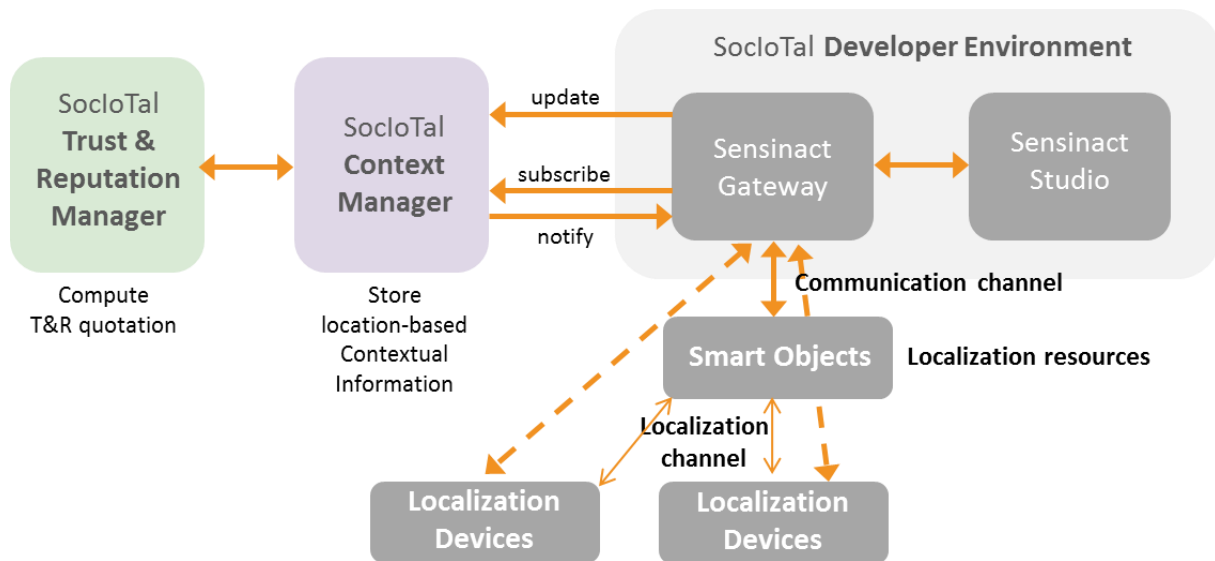 SocIoTal Developer Environment
SocIoTal
Trust &
Reputation
Manager
SocIoTal
Context
Manager
update
subscribe
notify
Sensinact
Gateway
Sensinact
Studio
Compute
T&R quotation
Store
location-based
Contextual
Information
Communication channel
Smart Objects
Localization resources
Localization
channel
Localization
Devices
Localization
Devices